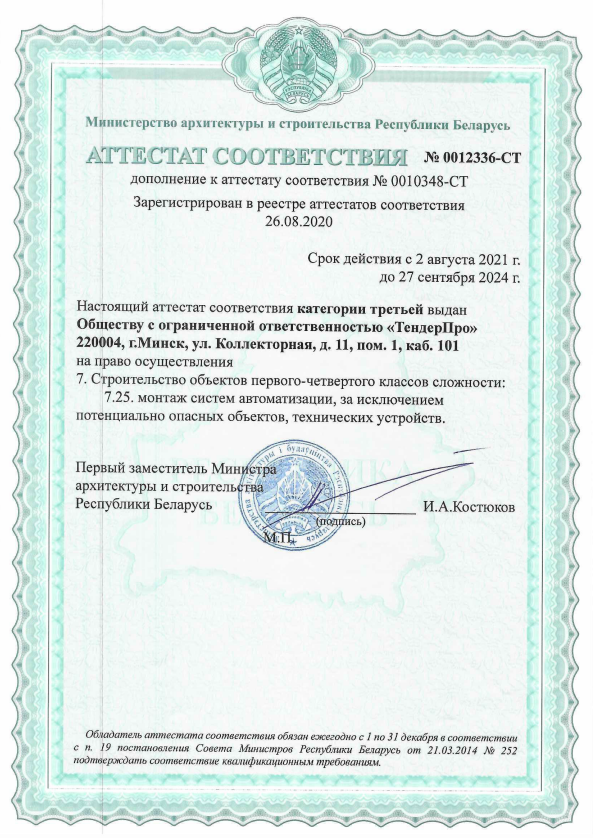 Министерство архитектуры и строительства Республики Беларусь
АТТЕСТАТ СООТВЕТСТВИЯ № 0012336-СТ
дополнение к аттестату соответствия № 0010348-СТ
Зарегистрирован в реестре аттестатов соответствия
26.08.2020
Срок действия с 2 августа 2021 г.
до 27 сентября 2024 г.
Настоящий аттестат соответствия категории третьей выдан
Обществу с ограниченной ответственностью «ТендерПро»
220004, г.Минск, ул. Коллекторная, д. 11, пом. 1, каб. 101
на право осуществления
7. Строительство объектов первого-четвертого классов сложности:
7.25. монтаж систем автоматизации, за исключением
потенциально опасных объектов, технических устройств.
Первый заместитель Министра
архитектуры и строительства
Республики Беларусь И.А.Костюков
(подпись)
М.П.
Обладатель аттестата соответствия обязан ежегодно с 1 по 31 декабря в соответствии
с п. 19 постановления Совета Министров Республики Беларусь от 21.03.2014 № 252
подтверждать соответствие квалификационным требованиям.